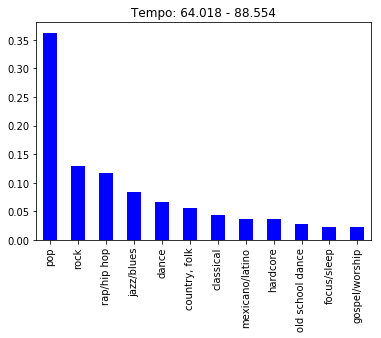 Tempo: 64.018 - 88.554
0.35
0.30
0.25
0.20
0.15
0.10
0.05
0.00
pop
rock
rap/hip hop
jazz/blues
dance
country, folk
classical
mexicano/latino
hardcore
old school dance
focus/sleep
gospel/worship